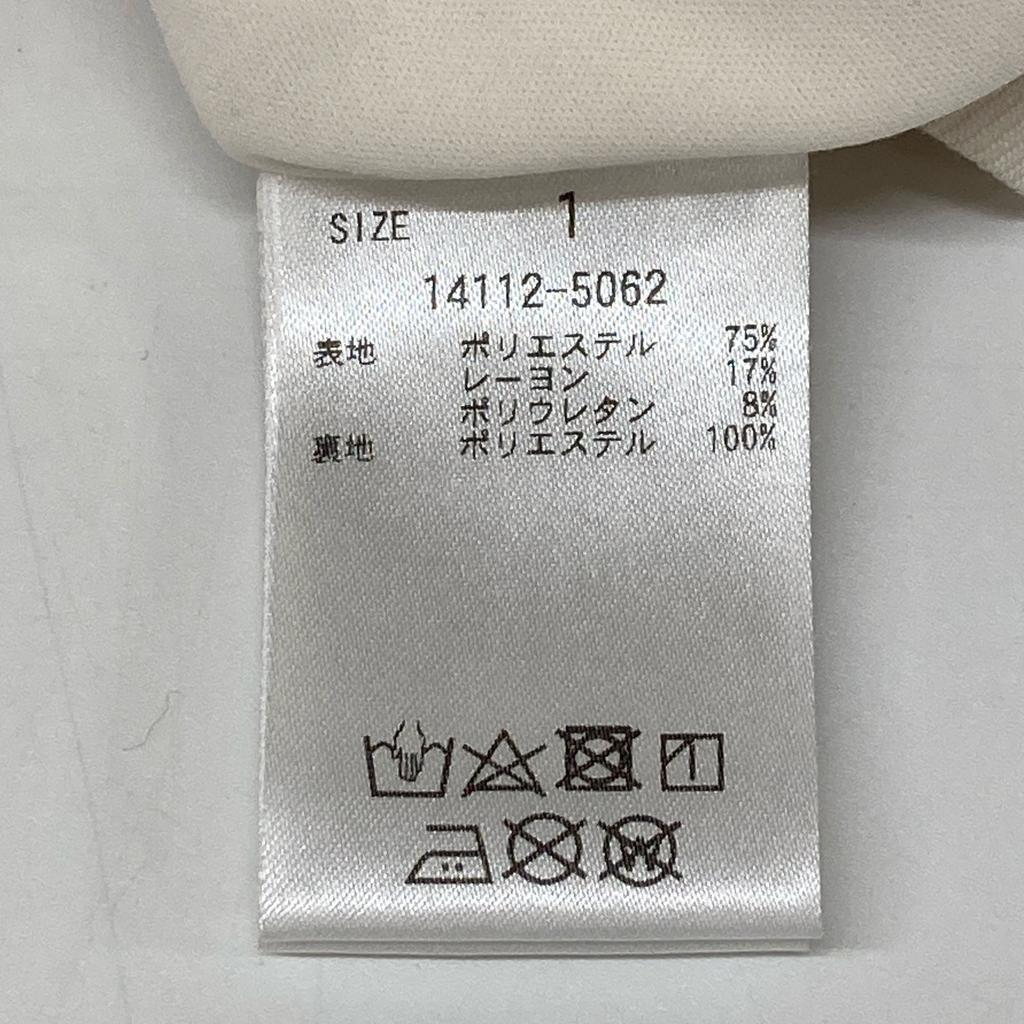 SIZE 1
14112-5062
表地 ポリエステル 75%
レーヨン 17%
ポリウレタン 8%
裏地 ポリエステル 100%